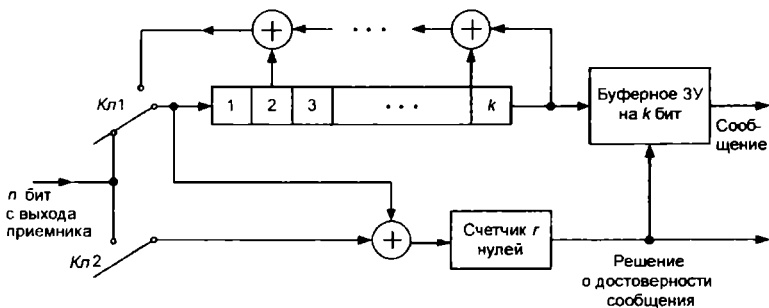 Кл1
1 2 3 · · · k
Буферное ЗУ
на k бит
Сооб-
щение
n бит
с выхода
приемника
Кл2
Счетчик r
нулей
Решение
о достоверности
сообщения